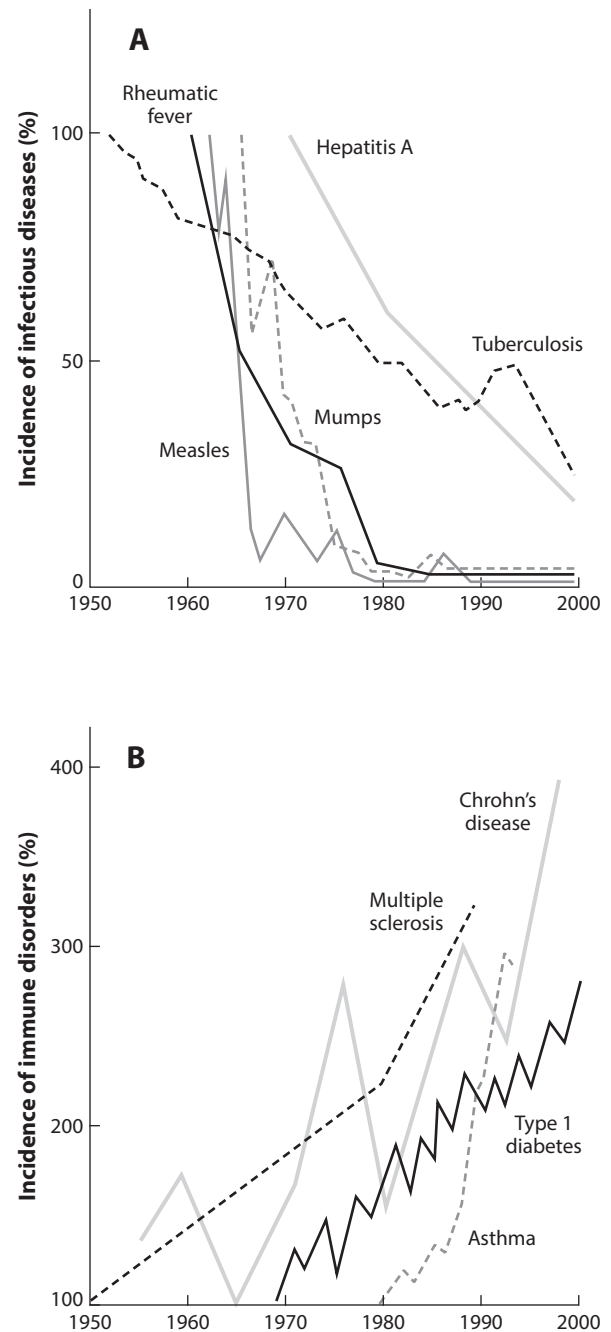 A
Incidence of infectious diseases (%)
Rheumatic
fever
100
Hepatitis A
50
Tuberculosis
Mumps
Measles
0
1950 1960 1970 1980 1990 2000
B
Incidence of immune disorders (%)
400
Chrohn's
disease
Multiple
sclerosis
300
200
Type 1
diabetes
Asthma
100
1950 1960 1970 1980 1990 2000